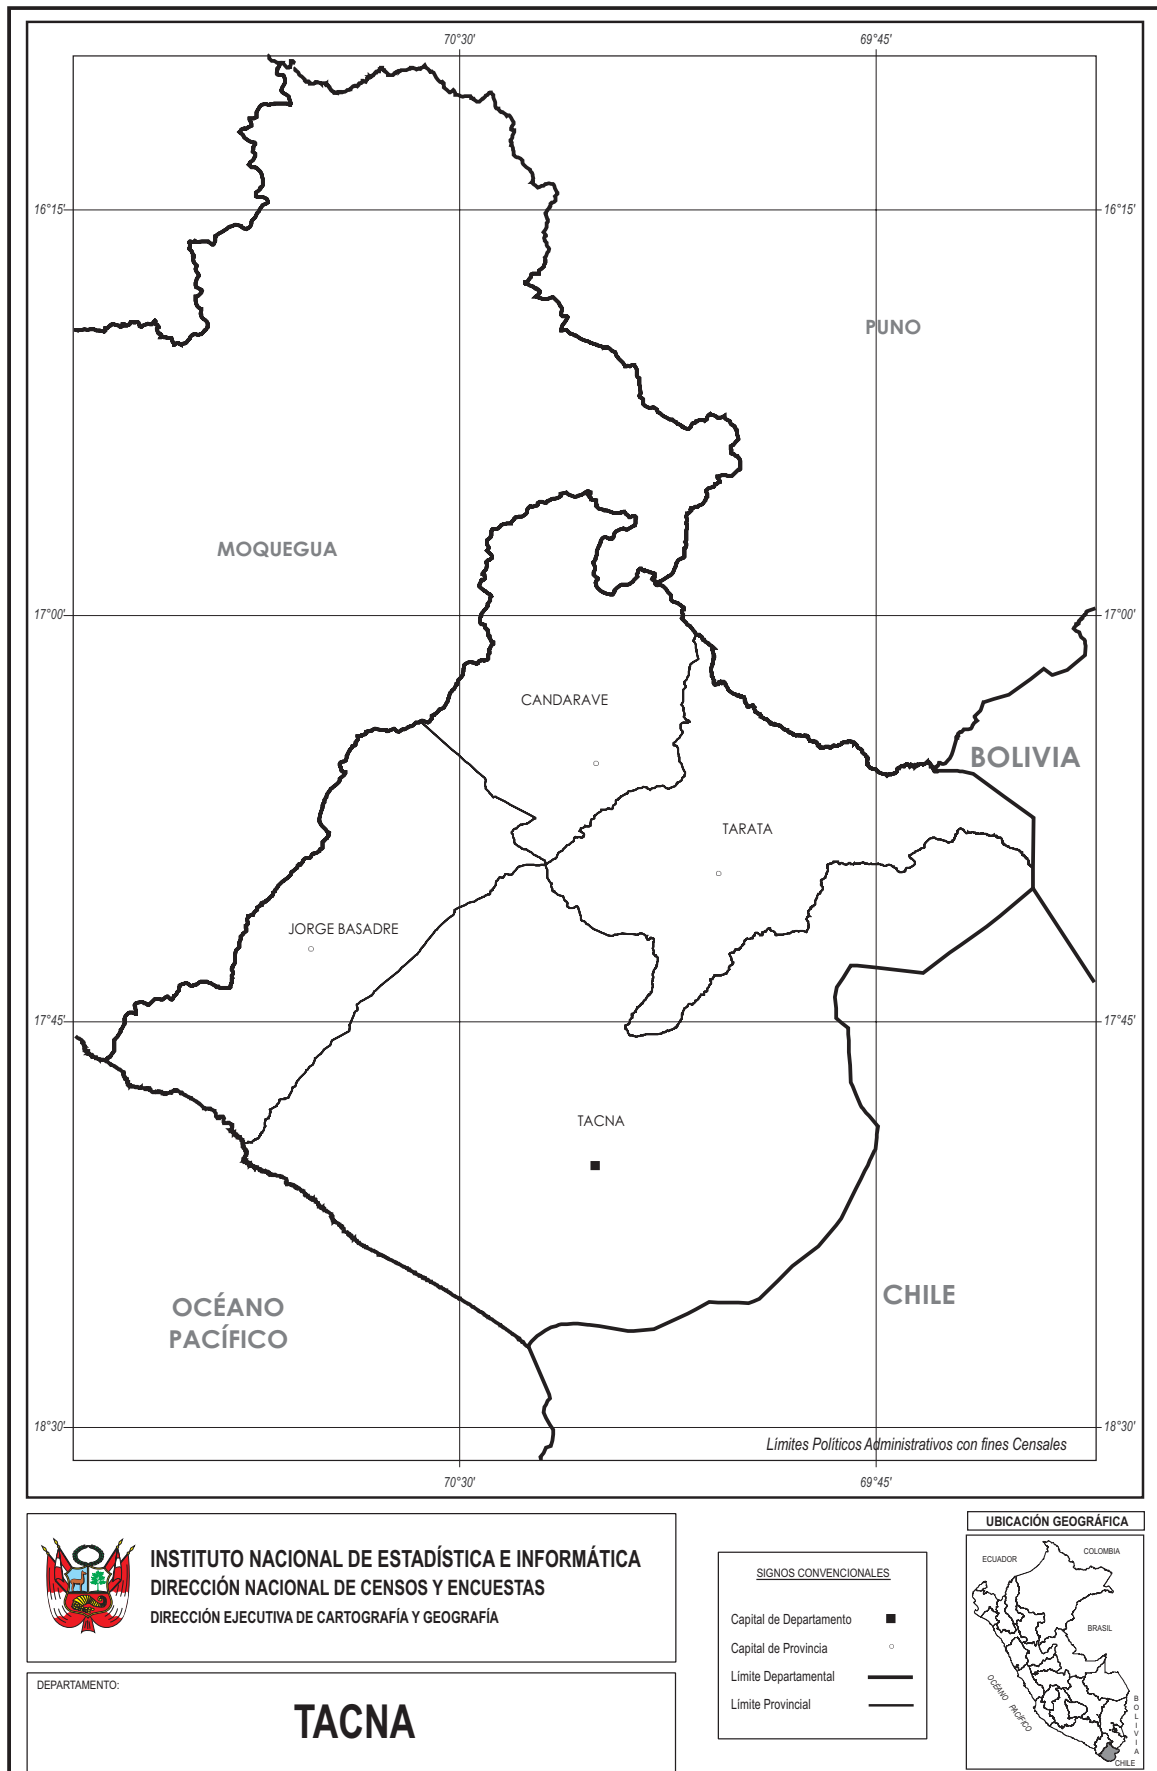 70°30'
69°45'
16°15'
16°15'
PUNO
MOQUEGUA
17°00'
17°00'
CANDARAVE
BOLIVIA
TARATA
JORGE BASADRE
17°45'
17°45'
TACNA
CHILE
OCÉANO
PACÍFICO
18°30'
18°30'
Límites Políticos Administrativos con fines Censales
70°30'
69°45'
INSTITUTO NACIONAL DE ESTADÍSTICA E INFORMÁTICA
DIRECCIÓN NACIONAL DE CENSOS Y ENCUESTAS
DIRECCIÓN EJECUTIVA DE CARTOGRAFÍA Y GEOGRAFÍA
DEPARTAMENTO:
TACNA
SIGNOS CONVENCIONALES
Capital de Departamento
Capital de Provincia
Límite Departamental
Límite Provincial
UBICACIÓN GEOGRÁFICA
ECUADOR
COLOMBIA
BRASIL
OCÉANO PACÍFICO
BOLIVIA
CHILE